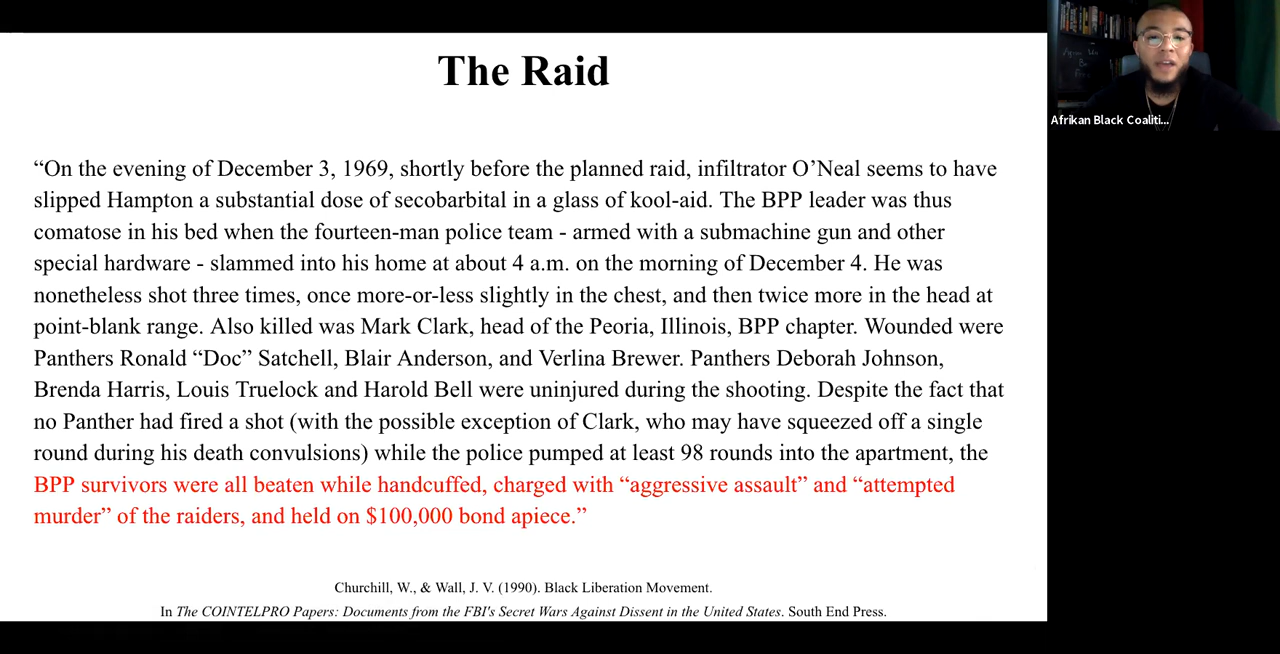 The Raid
“On the evening of December 3, 1969, shortly before the planned raid, infiltrator O’Neal seems to have
slipped Hampton a substantial dose of secobarbital in a glass of kool-aid. The BPP leader was thus
comatose in his bed when the fourteen-man police team - armed with a submachine gun and other
special hardware - slammed into his home at about 4 a.m. on the morning of December 4. He was
nonetheless shot three times, once more-or-less slightly in the chest, and then twice more in the head at
point-blank range. Also killed was Mark Clark, head of the Peoria, Illinois, BPP chapter. Wounded were
Panthers Ronald “Doc” Satchell, Blair Anderson, and Verlina Brewer. Panthers Deborah Johnson,
Brenda Harris, Louis Truelock and Harold Bell were uninjured during the shooting. Despite the fact that
no Panther had fired a shot (with the possible exception of Clark, who may have squeezed off a single
round during his death convulsions) while the police pumped at least 98 rounds into the apartment, the
BPP survivors were all beaten while handcuffed, charged with “aggressive assault” and “attempted
murder” of the raiders, and held on $100,000 bond apiece.”
Churchill, W., & Wall, J. V. (1990). Black Liberation Movement.
In The COINTELPRO Papers: Documents from the FBI's Secret Wars Against Dissent in the United States. South End Press.
Afrikan Black Coaliti...